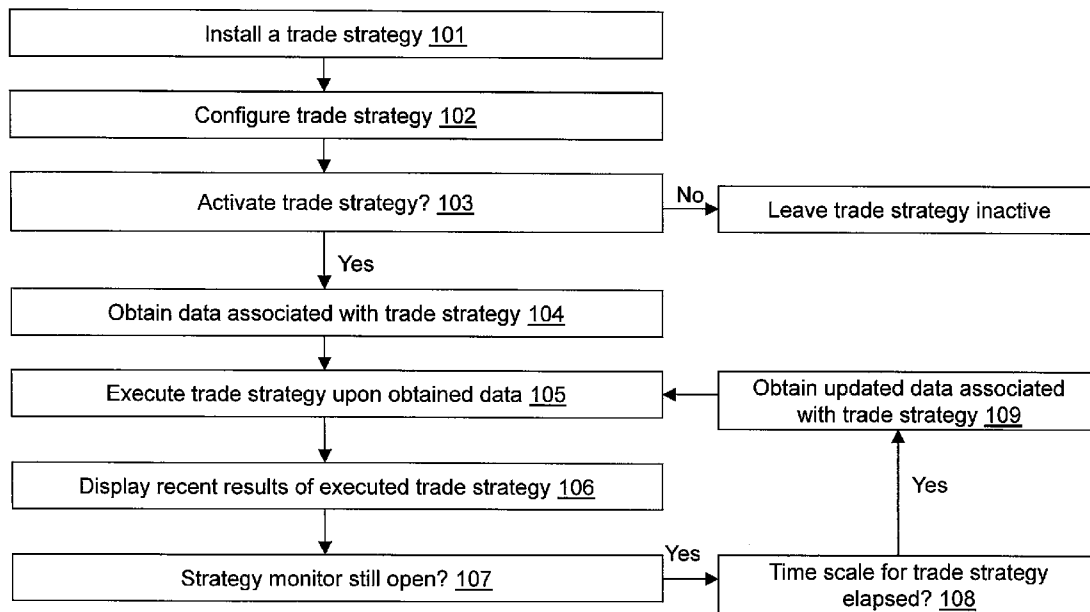 Install a trade strategy 101
Configure trade strategy 102
Activate trade strategy? 103
No
Leave trade strategy inactive
Yes
Obtain data associated with trade strategy 104
Execute trade strategy upon obtained data 105
Obtain updated data associated
with trade strategy 109
Display recent results of executed trade strategy 106
Yes
Strategy monitor still open? 107
Yes
Time scale for trade strategy
elapsed? 108